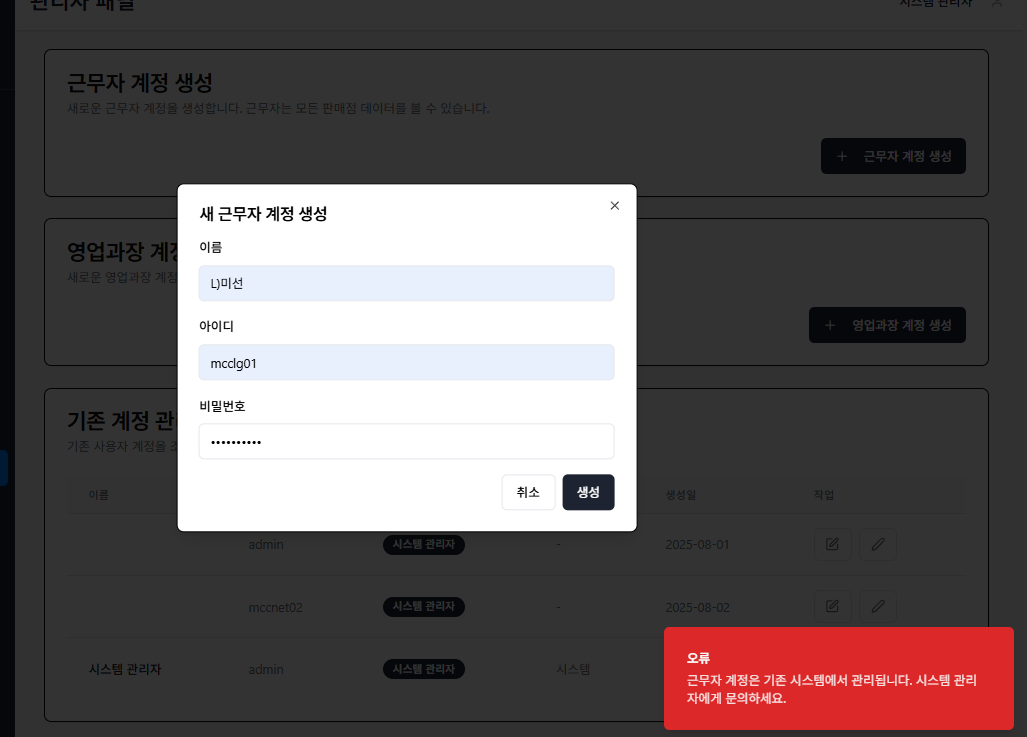 관리자 패널
시스템 관리자
근무자 계정 생성
새로운 근무자 계정을 생성합니다. 근무자는 모든 판매점 데이터를 볼 수 있습니다.
+ 근무자 계정 생성
영업과장 계정
새로운 영업과장 계정
+ 영업과장 계정 생성
새 근무자 계정 생성
×
이름
L)미선
아이디
mcclg01
비밀번호
••••••••••
취소
생성
기존 계정 관
기존 사용자 계정을 조
이름
생성일
작업
admin
시스템 관리자
-
2025-08-01
mccnet02
시스템 관리자
-
2025-08-02
시스템 관리자
admin
시스템 관리자
시스템
오류
근무자 계정은 기존 시스템에서 관리됩니다. 시스템 관리
자에게 문의하세요.